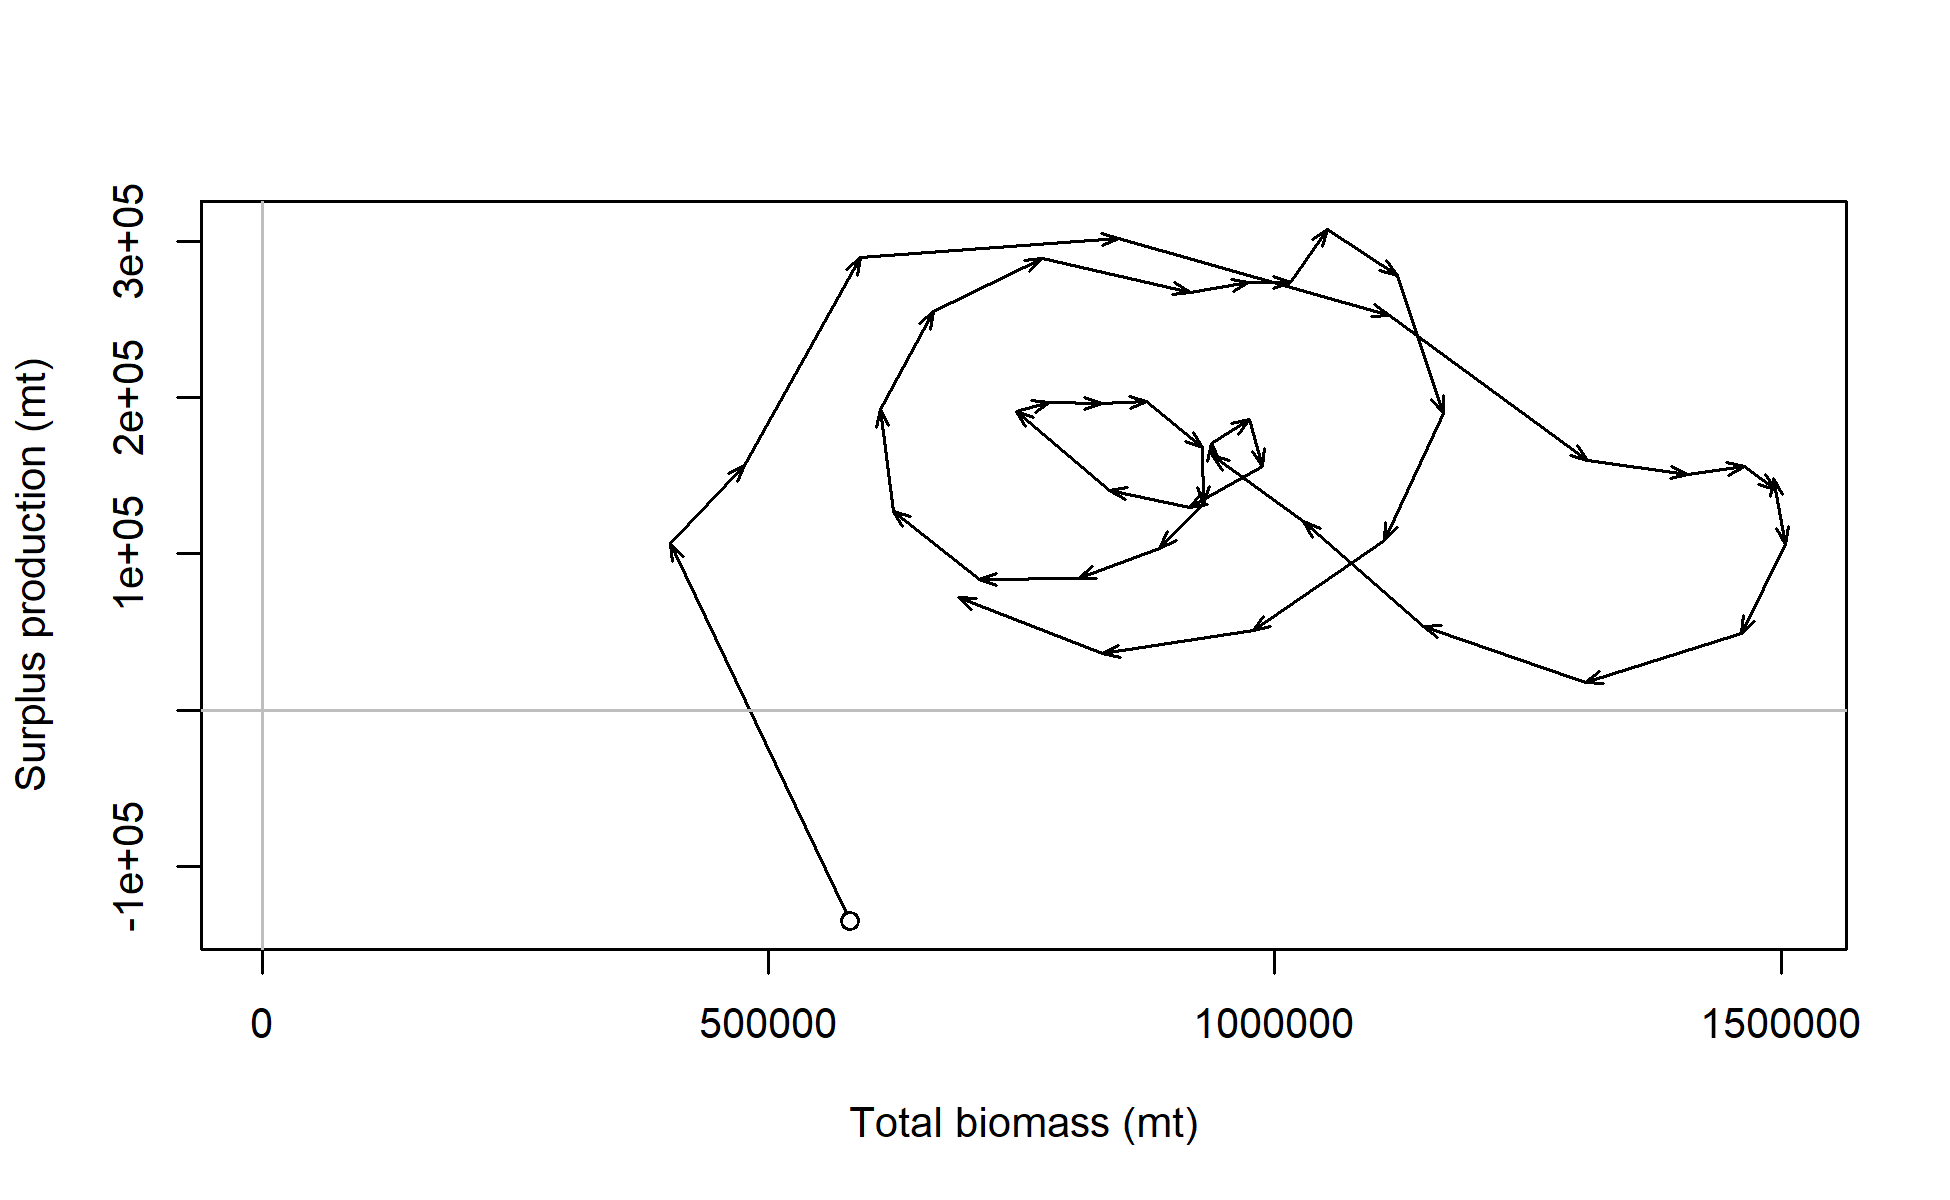 Surplus production (mt)
3e+05
2e+05
1e+05
-1e+05
0
500000
1000000
1500000
Total biomass (mt)